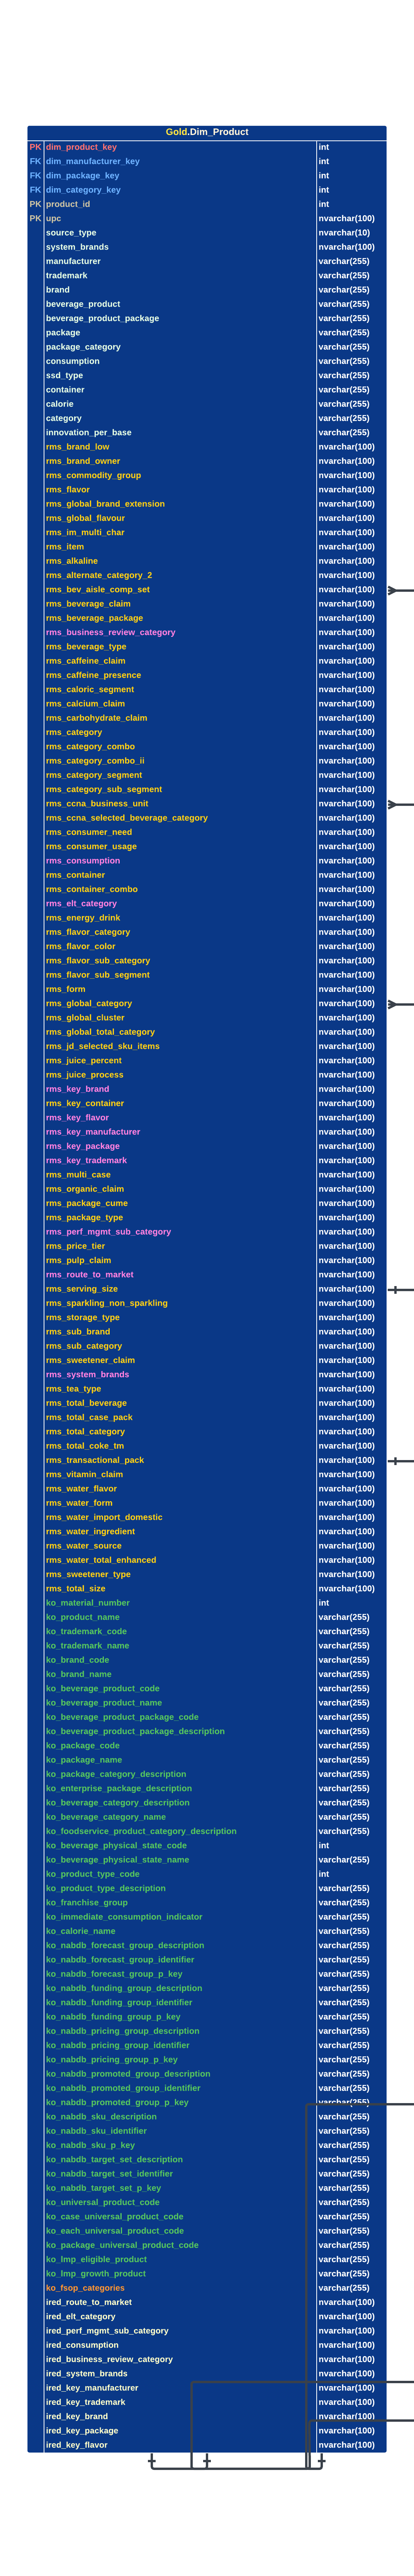 Gold.Dim_Product
PK dim_product_key int
FK dim_manufacturer_key int
FK dim_package_key int
FK dim_category_key int
PK product_id int
PK upc nvarchar(100)
source_type nvarchar(10)
system_brands nvarchar(100)
manufacturer varchar(255)
trademark varchar(255)
brand varchar(255)
beverage_product varchar(255)
beverage_product_package varchar(255)
package varchar(255)
package_category varchar(255)
consumption varchar(255)
ssd_type varchar(255)
container varchar(255)
calorie varchar(255)
category varchar(255)
innovation_per_base varchar(255)
rms_brand_low nvarchar(100)
rms_brand_owner nvarchar(100)
rms_commodity_group nvarchar(100)
rms_flavor nvarchar(100)
rms_global_brand_extension nvarchar(100)
rms_global_flavour nvarchar(100)
rms_im_multi_char nvarchar(100)
rms_item nvarchar(100)
rms_alkaline nvarchar(100)
rms_alternate_category_2 nvarchar(100)
rms_bev_aisle_comp_set nvarchar(100)
rms_beverage_claim nvarchar(100)
rms_beverage_package nvarchar(100)
rms_business_review_category nvarchar(100)
rms_beverage_type nvarchar(100)
rms_caffeine_claim nvarchar(100)
rms_caffeine_presence nvarchar(100)
rms_caloric_segment nvarchar(100)
rms_calcium_claim nvarchar(100)
rms_carbohydrate_claim nvarchar(100)
rms_category nvarchar(100)
rms_category_combo nvarchar(100)
rms_category_combo_ii nvarchar(100)
rms_category_segment nvarchar(100)
rms_category_sub_segment nvarchar(100)
rms_ccna_business_unit nvarchar(100)
rms_ccna_selected_beverage_category nvarchar(100)
rms_consumer_need nvarchar(100)
rms_consumer_usage nvarchar(100)
rms_consumption nvarchar(100)
rms_container nvarchar(100)
rms_container_combo nvarchar(100)
rms_elt_category nvarchar(100)
rms_energy_drink nvarchar(100)
rms_flavor_category nvarchar(100)
rms_flavor_color nvarchar(100)
rms_flavor_sub_category nvarchar(100)
rms_flavor_sub_segment nvarchar(100)
rms_form nvarchar(100)
rms_global_category nvarchar(100)
rms_global_cluster nvarchar(100)
rms_global_total_category nvarchar(100)
rms_jd_selected_sku_items nvarchar(100)
rms_juice_percent nvarchar(100)
rms_juice_process nvarchar(100)
rms_key_brand nvarchar(100)
rms_key_container nvarchar(100)
rms_key_flavor nvarchar(100)
rms_key_manufacturer nvarchar(100)
rms_key_package nvarchar(100)
rms_key_trademark nvarchar(100)
rms_multi_case nvarchar(100)
rms_organic_claim nvarchar(100)
rms_package_cume nvarchar(100)
rms_package_type nvarchar(100)
rms_perf_mgmt_sub_category nvarchar(100)
rms_price_tier nvarchar(100)
rms_pulp_claim nvarchar(100)
rms_route_to_market nvarchar(100)
rms_serving_size nvarchar(100)
rms_sparkling_non_sparkling nvarchar(100)
rms_storage_type nvarchar(100)
rms_sub_brand nvarchar(100)
rms_sub_category nvarchar(100)
rms_sweetener_claim nvarchar(100)
rms_system_brands nvarchar(100)
rms_tea_type nvarchar(100)
rms_total_beverage nvarchar(100)
rms_total_case_pack nvarchar(100)
rms_total_category nvarchar(100)
rms_total_coke_tm nvarchar(100)
rms_transactional_pack nvarchar(100)
rms_vitamin_claim nvarchar(100)
rms_water_flavor nvarchar(100)
rms_water_form nvarchar(100)
rms_water_import_domestic nvarchar(100)
rms_water_ingredient nvarchar(100)
rms_water_source nvarchar(100)
rms_water_total_enhanced nvarchar(100)
rms_sweetener_type nvarchar(100)
rms_total_size nvarchar(100)
ko_material_number int
ko_product_name varchar(255)
ko_trademark_code varchar(255)
ko_trademark_name varchar(255)
ko_brand_code varchar(255)
ko_brand_name varchar(255)
ko_beverage_product_code varchar(255)
ko_beverage_product_name varchar(255)
ko_beverage_product_package_code varchar(255)
ko_beverage_product_package_description varchar(255)
ko_package_code varchar(255)
ko_package_name varchar(255)
ko_package_category_description varchar(255)
ko_enterprise_package_description varchar(255)
ko_beverage_category_description varchar(255)
ko_beverage_category_name varchar(255)
ko_foodservice_product_category_description varchar(255)
ko_beverage_physical_state_code int
ko_beverage_physical_state_name varchar(255)
ko_product_type_code int
ko_product_type_description varchar(255)
ko_franchise_group varchar(255)
ko_immediate_consumption_indicator varchar(255)
ko_calorie_name varchar(255)
ko_nabdb_forecast_group_description varchar(255)
ko_nabdb_forecast_group_identifier varchar(255)
ko_nabdb_forecast_group_p_key varchar(255)
ko_nabdb_funding_group_description varchar(255)
ko_nabdb_funding_group_identifier varchar(255)
ko_nabdb_funding_group_p_key varchar(255)
ko_nabdb_pricing_group_description varchar(255)
ko_nabdb_pricing_group_identifier varchar(255)
ko_nabdb_pricing_group_p_key varchar(255)
ko_nabdb_promoted_group_description varchar(255)
ko_nabdb_promoted_group_identifier varchar(255)
ko_nabdb_promoted_group_p_key varchar(255)
ko_nabdb_sku_description varchar(255)
ko_nabdb_sku_identifier varchar(255)
ko_nabdb_sku_p_key varchar(255)
ko_nabdb_target_set_description varchar(255)
ko_nabdb_target_set_identifier varchar(255)
ko_nabdb_target_set_p_key varchar(255)
ko_universal_product_code varchar(255)
ko_case_universal_product_code varchar(255)
ko_each_universal_product_code varchar(255)
ko_package_universal_product_code varchar(255)
ko_lmp_eligible_product varchar(255)
ko_lmp_growth_product varchar(255)
ko_fsop_categories varchar(255)
ired_route_to_market nvarchar(100)
ired_elt_category nvarchar(100)
ired_perf_mgmt_sub_category nvarchar(100)
ired_consumption nvarchar(100)
ired_business_review_category nvarchar(100)
ired_system_brands nvarchar(100)
ired_key_manufacturer nvarchar(100)
ired_key_trademark nvarchar(100)
ired_key_brand nvarchar(100)
ired_key_package nvarchar(100)
ired_key_flavor nvarchar(100)